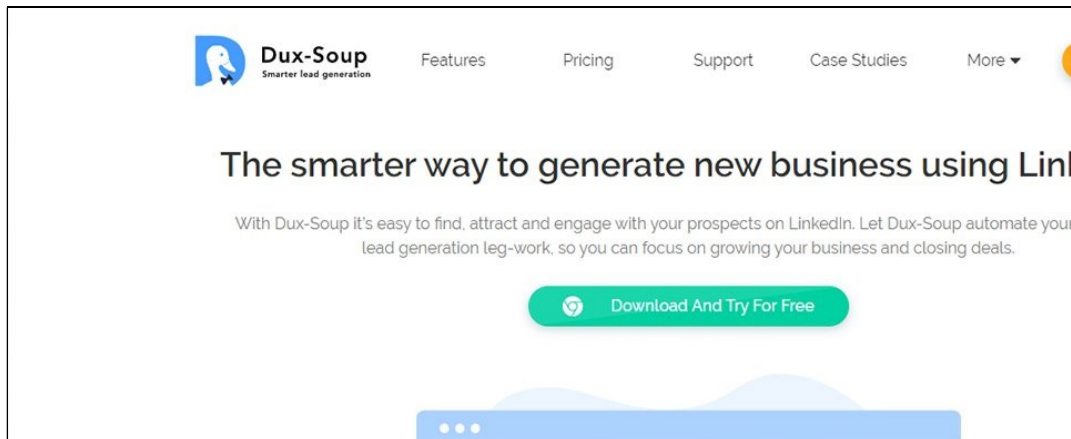 Dux-Soup
Smarter lead generation
Features Pricing Support Case Studies More
The smarter way to generate new business using
With Dux-Soup it's easy to find, attract and engage with your prospects on LinkedIn. Let Dux-Soup automate your
lead generation leg-work, so you can focus on growing your business and closing deals.
Download And Try For Free